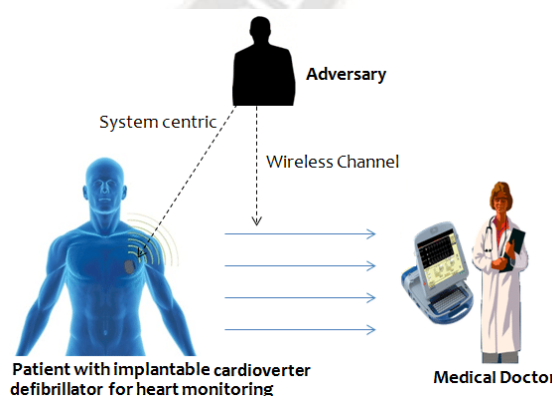 Adversary
System centric
Wireless Channel
Patient with implantable cardioverter
defibrillator for heart monitoring
Medical Doctor